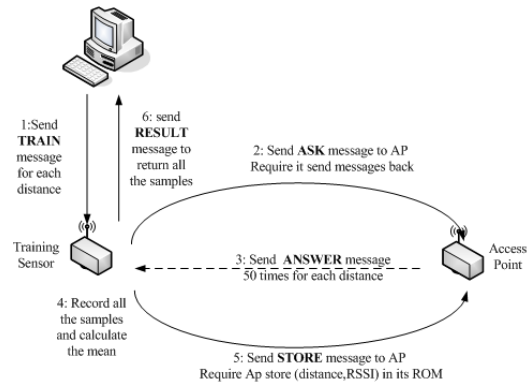 1:Send
TRAIN
message
for each
distance
6: send
RESULT
message to
return all
the samples
2: Send ASK message to AP
Require it send messages back
Training
Sensor
3: Send ANSWER message
50 times for each distance
Access
Point
4: Record all
the samples
and calculate
the mean
5: Send STORE message to AP
Require Ap store (distance,RSSI) in its ROM